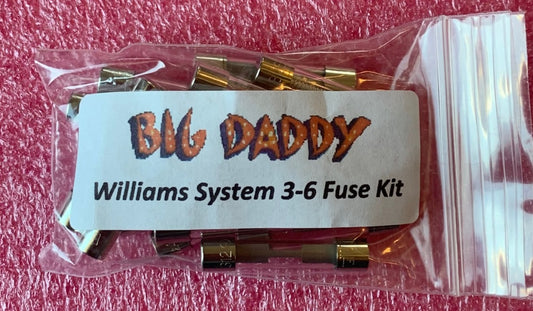 BIG DADDY
Williams System 3-6 Fuse Kit